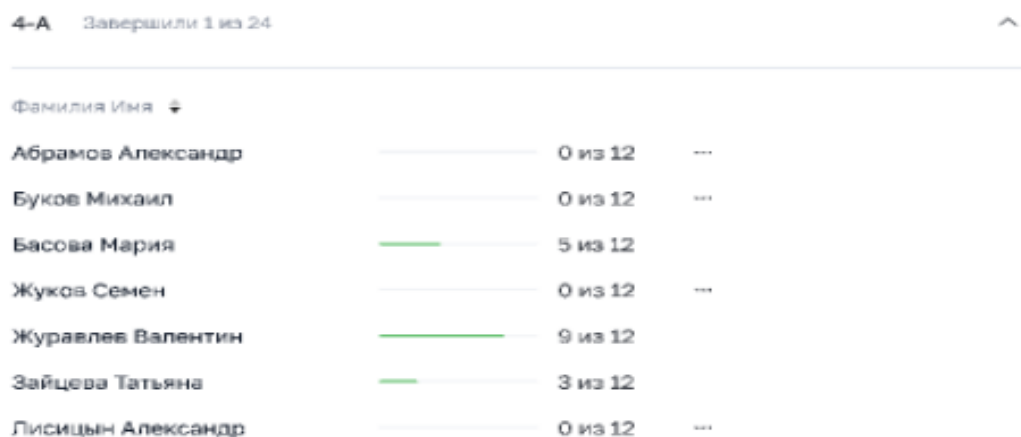 4-А Завершили 1 из 24
Фамилия Имя
Абрамов Александр 0 из 12 ...
Буков Михаил 0 из 12 ...
Басова Мария 5 из 12
Жуков Семен 0 из 12 ...
Журавлев Валентин 9 из 12
Зайцева Татьяна 3 из 12
Лисицын Александр 0 из 12 ...